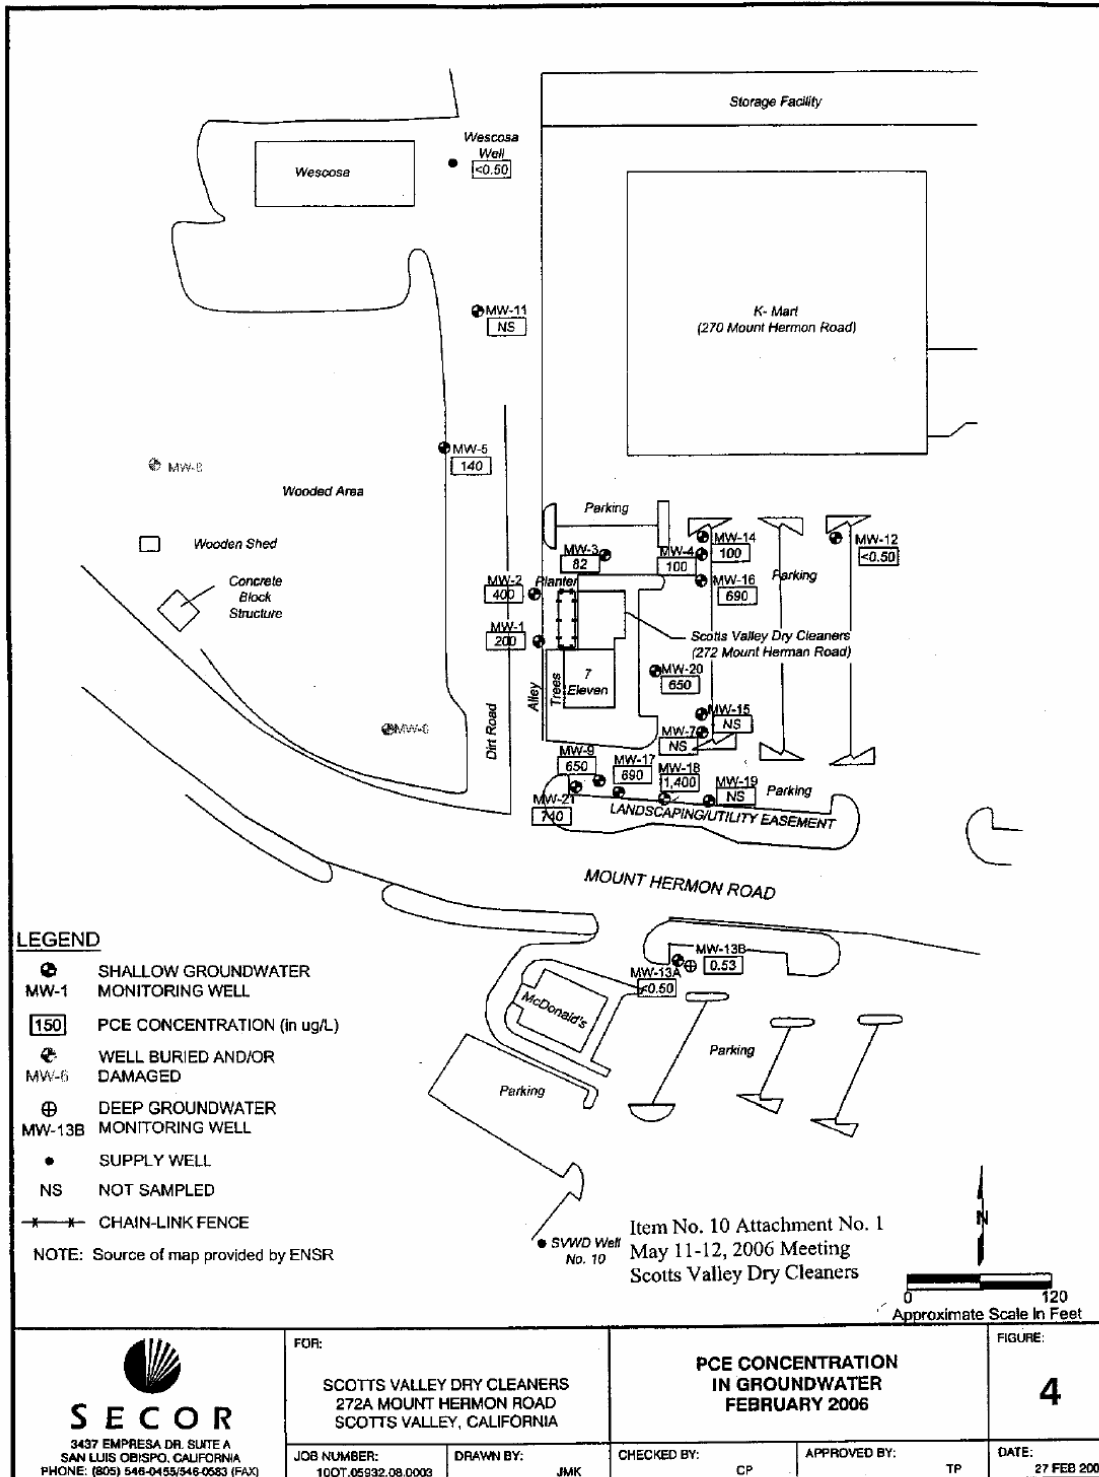 Storage Facility
Wescosa
Well
<0.50
Wescosa
MW-11
NS
K- Mart
(270 Mount Hermon Road)
MW-5
140
Wooded Area
Wooden Shed
Concrete
Block
Structure
Parking
MW-3
82
MW-4
100
MW-14
100
MW-12
<0.50
MW-16
690
Parking
MW-2
400
Planter
MW-1
200
Scotts Valley Dry Cleaners
(272 Mount Herman Road)
7
Eleven
Trees
Alley
Dirt Road
MW-20
650
MW-15
NS
MW-7
NS
MW-9
650
MW-17
690
MW-18
1,400
MW-19
NS
Parking
MW-21
740
LANDSCAPING/UTILITY EASEMENT
MOUNT HERMON ROAD
MW-13B
0.53
MW-13A
<0.50
McDonald's
Parking
Parking
SVWD Well
No. 10
LEGEND
MW-1
SHALLOW GROUNDWATER
MONITORING WELL
150
PCE CONCENTRATION (in ug/L)
MW-6
WELL BURIED AND/OR
DAMAGED
MW-13B
DEEP GROUNDWATER
MONITORING WELL
SUPPLY WELL
NS
NOT SAMPLED
CHAIN-LINK FENCE
NOTE: Source of map provided by ENSR
Item No. 10 Attachment No. 1
May 11-12, 2006 Meeting
Scotts Valley Dry Cleaners
N
0
120
Approximate Scale In Feet
SECOR
3437 EMPRESA DR. SUITE A
SAN LUIS OBISPO, CALIFORNIA
PHONE: (805) 546-0455/546-0583 (FAX)
FOR:
SCOTTS VALLEY DRY CLEANERS
272A MOUNT HERMON ROAD
SCOTTS VALLEY, CALIFORNIA
JOB NUMBER:
10OT.05932.08.0003
DRAWN BY:
JMK
PCE CONCENTRATION
IN GROUNDWATER
FEBRUARY 2006
CHECKED BY:
CP
APPROVED BY:
TP
FIGURE:
4
DATE:
27 FEB 200